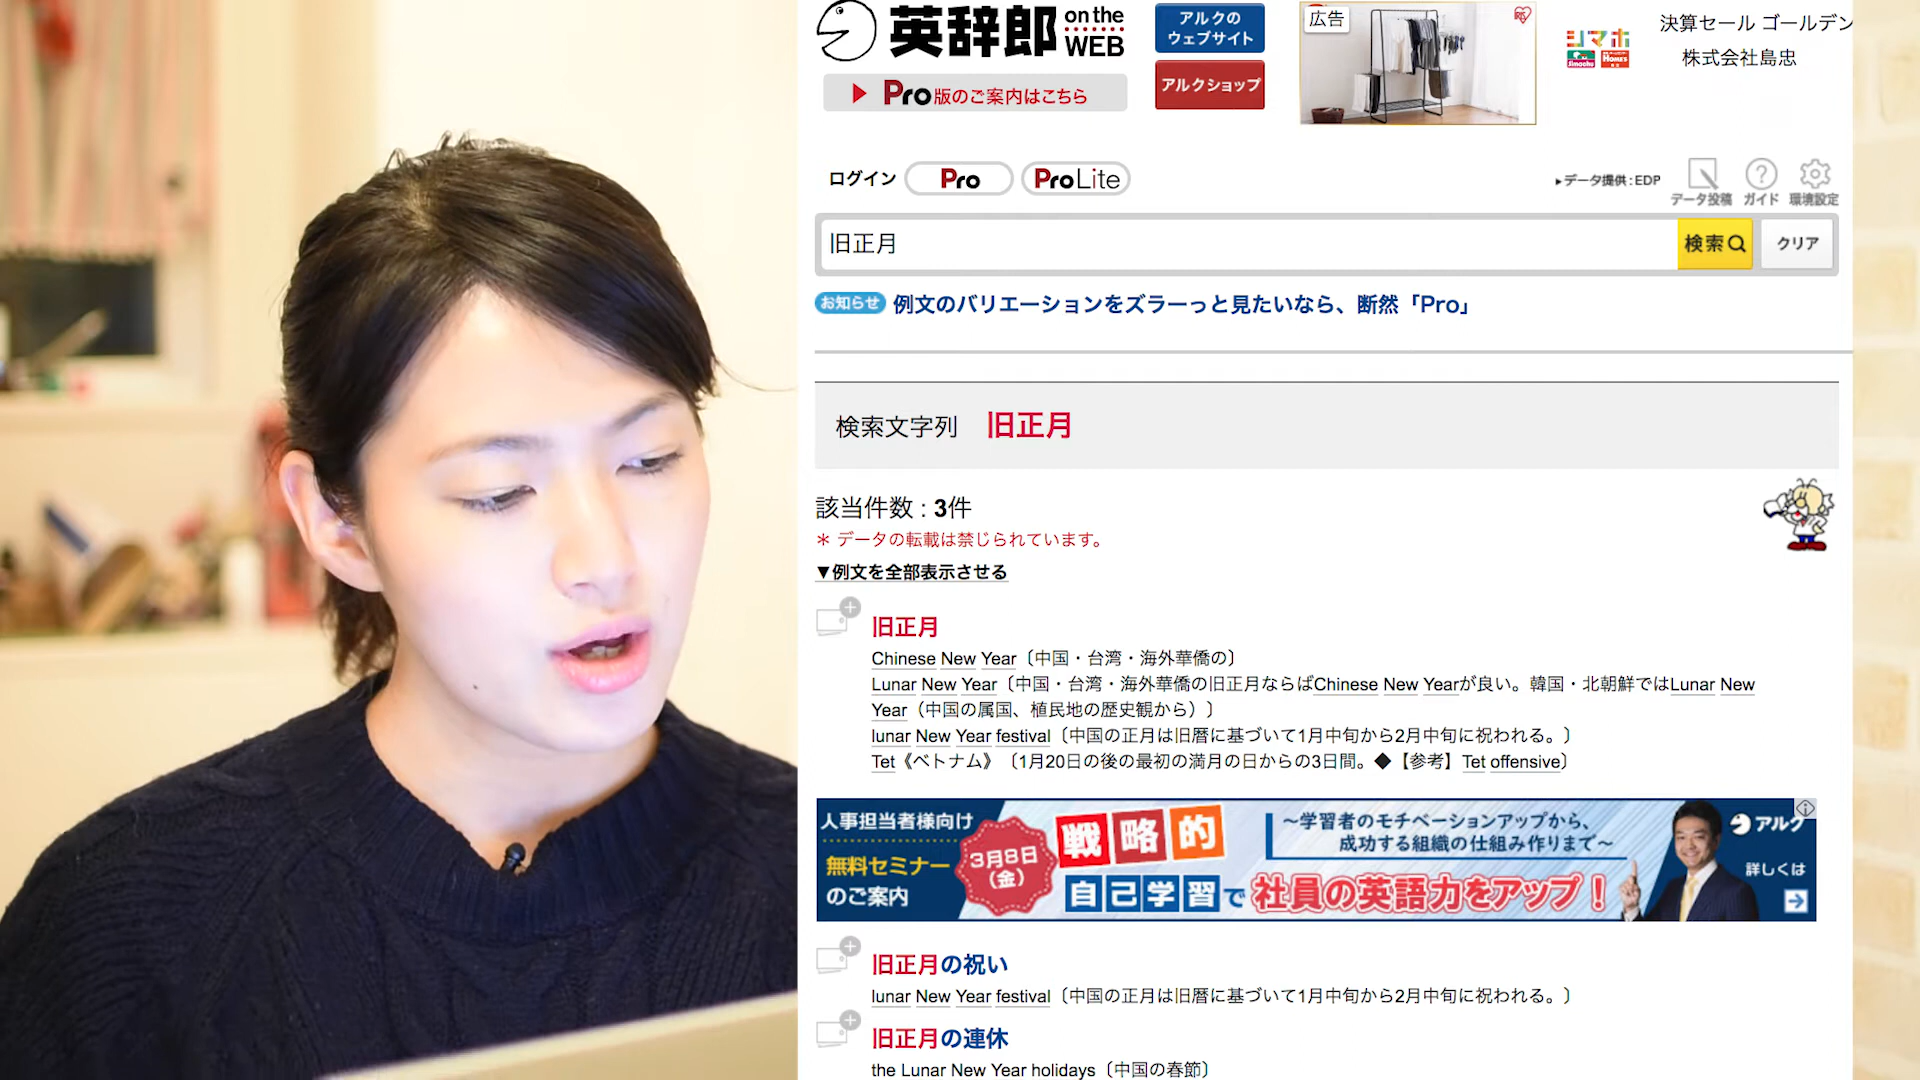 英辞郎 on the WEB
Pro版のご案内はこちら
アルクの
ウェブサイト
アルクショップ
広告
シマホ
Simachu HOME'S
決算セール ゴールデン
株式会社島忠
ログイン Pro ProLite
▸データ提供:EDP データ投稿 ガイド 環境設定
旧正月 検索 クリア
お知らせ 例文のバリエーションをズラーっと見たいなら、断然「Pro」
検索文字列 旧正月
該当件数 : 3件
＊ データの転載は禁じられています。
▼例文を全部表示させる
旧正月
Chinese New Year〔中国・台湾・海外華僑の〕
Lunar New Year〔中国・台湾・海外華僑の旧正月ならばChinese New Yearが良い。韓国・北朝鮮ではLunar New
Year（中国の属国、植民地の歴史観から）〕
lunar New Year festival〔中国の正月は旧暦に基づいて1月中旬から2月中旬に祝われる。〕
Tet《ベトナム》〔1月20日の後の最初の満月の日からの3日間。◆【参考】Tet offensive〕
人事担当者様向け
無料セミナー
のご案内
3月8日
(金)
戦略的
自己学習で社員の英語力をアップ！
～学習者のモチベーションアップから、
成功する組織の仕組み作りまで～
アルク
詳しくは
旧正月の祝い
lunar New Year festival〔中国の正月は旧暦に基づいて1月中旬から2月中旬に祝われる。〕
旧正月の連休
the Lunar New Year holidays〔中国の春節〕